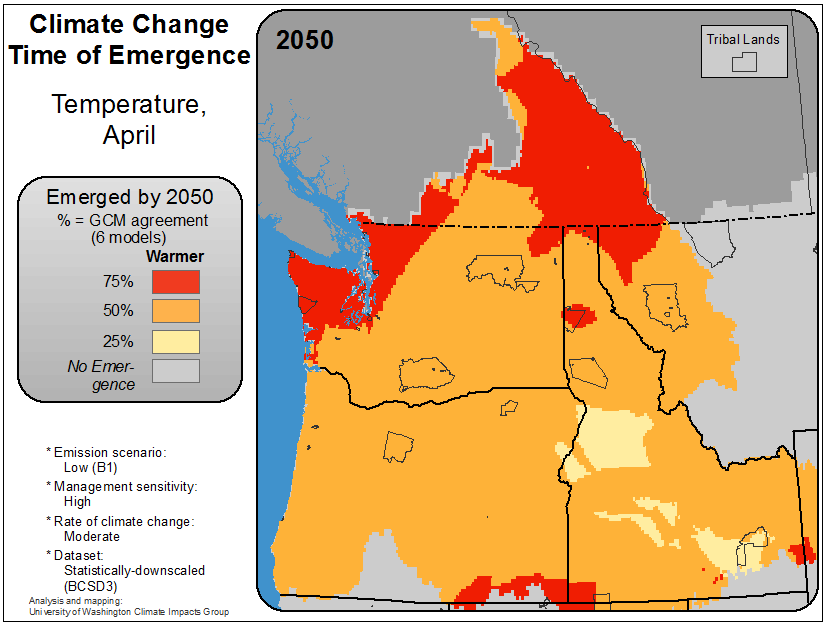 Climate Change
Time of Emergence
Temperature,
April
Emerged by 2050
% = GCM agreement
(6 models)
Warmer
75%
50%
25%
No Emer-
gence
* Emission scenario:
Low (B1)
* Management sensitivity:
High
* Rate of climate change:
Moderate
* Dataset:
Statistically-downscaled
(BCSD3)
Analysis and mapping:
University of Washington Climate Impacts Group
2050
Tribal Lands